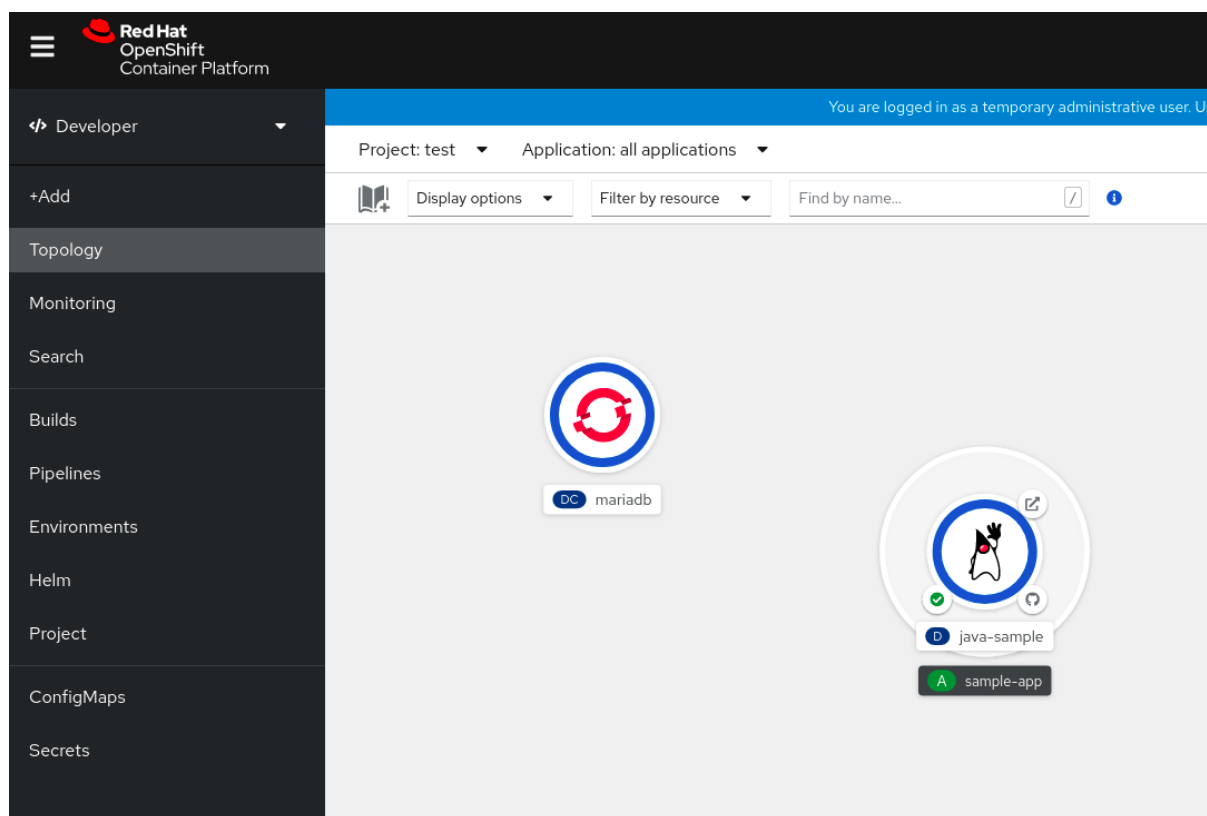 Red Hat
OpenShift
Container Platform
You are logged in as a temporary administrative user. U
Developer
Project: test
Application: all applications
+Add
Display options
Filter by resource
Find by name...
/
i
Topology
Monitoring
Search
Builds
Pipelines
Environments
Helm
Project
ConfigMaps
Secrets
DC mariadb
D java-sample
A sample-app